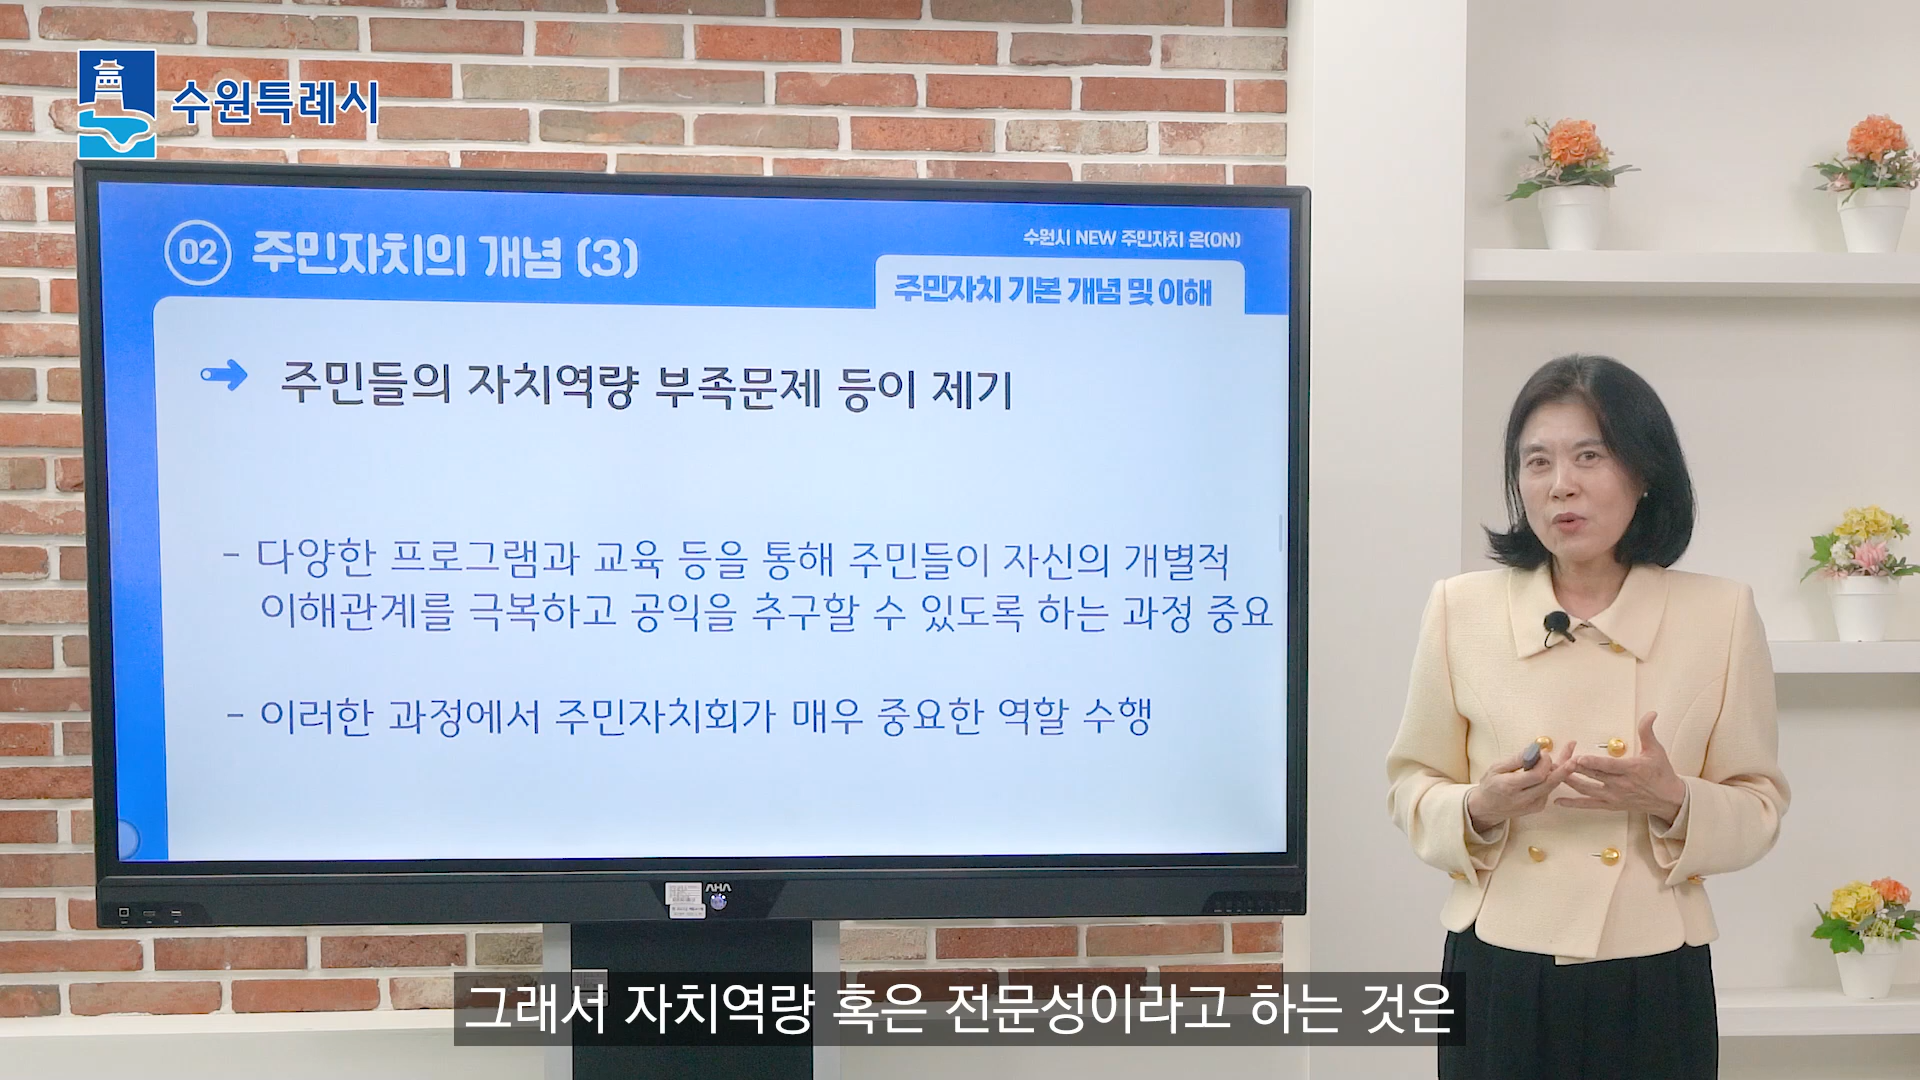 수원특례시
02 주민자치의 개념 (3)
수원시 NEW 주민자치 온(ON)
주민자치 기본 개념 및 이해
주민들의 자치역량 부족문제 등이 제기
- 다양한 프로그램과 교육 등을 통해 주민들이 자신의 개별적
이해관계를 극복하고 공익을 추구할 수 있도록 하는 과정 중요
- 이러한 과정에서 주민자치회가 매우 중요한 역할 수행
AHA
그래서 자치역량 혹은 전문성이라고 하는 것은